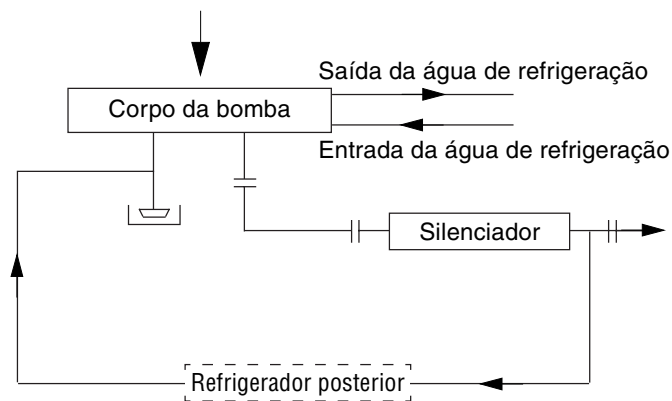 Saída da água de refrigeração
Corpo da bomba
Entrada da água de refrigeração
Silenciador
Refrigerador posterior